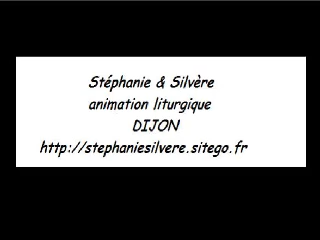 Stéphanie & Silvère
animation liturgique
DIJON
http://stephaniesilvere.sitego.fr